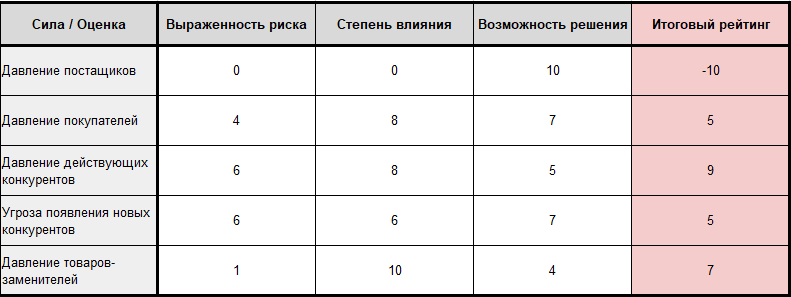 Сила / Оценка Выраженность риска Степень влияния Возможность решения Итоговый рейтинг
Давление постащиков 0 0 10 -10
Давление покупателей 4 8 7 5
Давление действующих
конкурентов 6 8 5 9
Угроза появления новых
конкурентов 6 6 7 5
Давление товаров-
заменителей 1 10 4 7